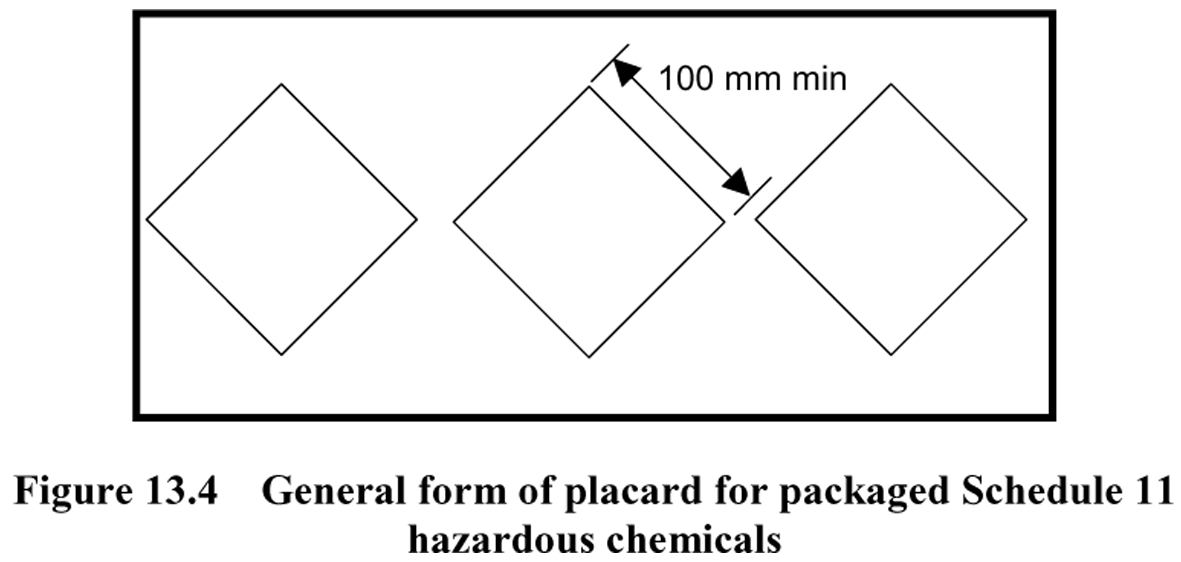 100 mm min
Figure 13.4 General form of placard for packaged Schedule 11
hazardous chemicals